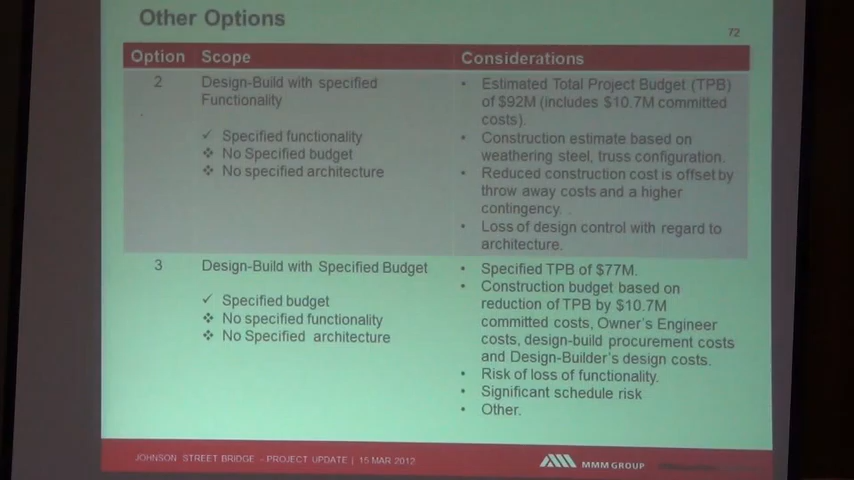 Other Options
72
Option Scope Considerations
2 Design-Build with specified
Functionality
✓ Specified functionality
❖ No Specified budget
❖ No specified architecture
• Estimated Total Project Budget (TPB)
of $92M (includes $10.7M committed
costs).
• Construction estimate based on
weathering steel, truss configuration.
• Reduced construction cost is offset by
throw away costs and a higher
contingency.
• Loss of design control with regard to
architecture.
3 Design-Build with Specified Budget
✓ Specified budget
❖ No specified functionality
❖ No Specified architecture
• Specified TPB of $77M.
• Construction budget based on
reduction of TPB by $10.7M
committed costs, Owner's Engineer
costs, design-build procurement costs
and Design-Builder's design costs.
• Risk of loss of functionality.
• Significant schedule risk
• Other.
JOHNSON STREET BRIDGE – PROJECT UPDATE | 15 MAR 2012
MMM GROUP